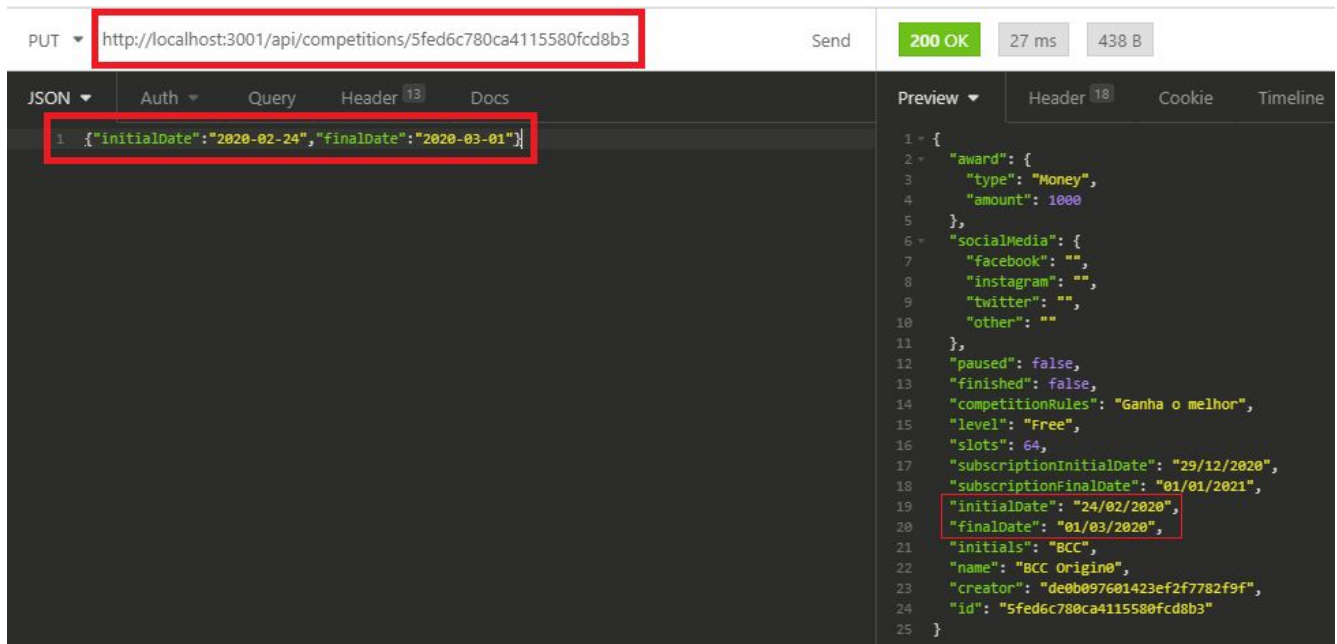 PUT http://localhost:3001/api/competitions/5fed6c780ca4115580fcd8b3 Send
200 OK 27 ms 438 B
JSON Auth Query Header 13 Docs
1 {"initialDate":"2020-02-24","finalDate":"2020-03-01"}
Preview Header 18 Cookie Timeline
1 {
2 "award": {
3 "type": "Money",
4 "amount": 1000
5 },
6 "socialMedia": {
7 "facebook": "",
8 "instagram": "",
9 "twitter": "",
10 "other": ""
11 },
12 "paused": false,
13 "finished": false,
14 "competitionRules": "Ganha o melhor",
15 "level": "Free",
16 "slots": 64,
17 "subscriptionInitialDate": "29/12/2020",
18 "subscriptionFinalDate": "01/01/2021",
19 "initialDate": "24/02/2020",
20 "finalDate": "01/03/2020",
21 "initials": "BCC",
22 "name": "BCC Origin0",
23 "creator": "de0b097601423ef2f7782f9f",
24 "id": "5fed6c780ca4115580fcd8b3"
25 }